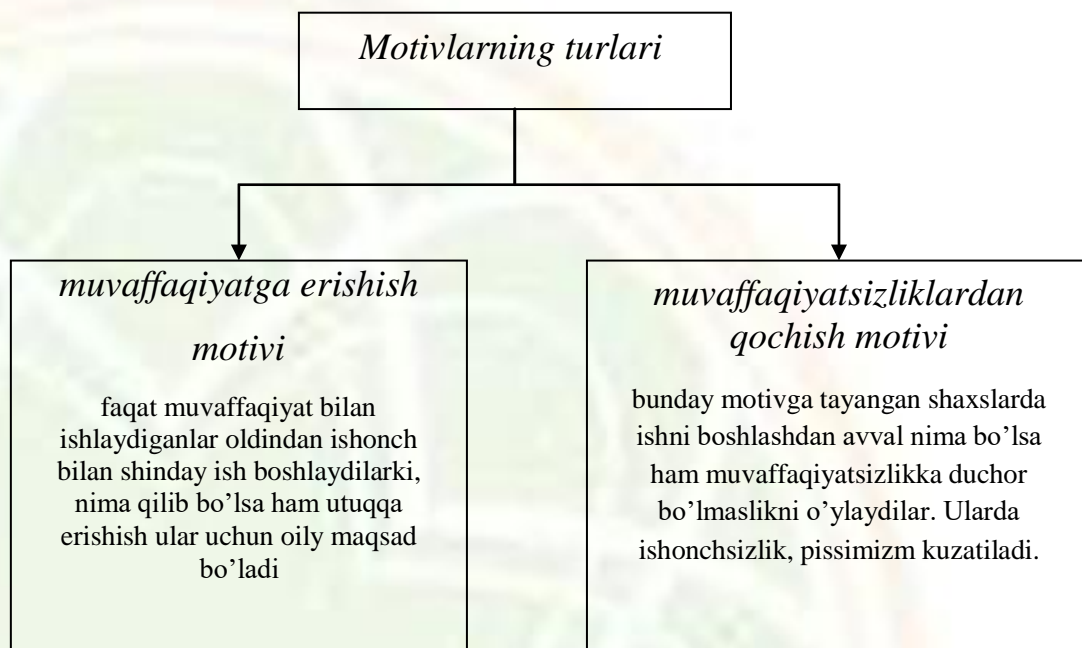 Motivlarning turlari
muvaffaqiyatga erishish
motivi
faqat muvaffaqiyat bilan
ishlaydiganlar oldindan ishonch
bilan shinday ish boshlaydilarki,
nima qilib bo’lsa ham utuqqa
erishish ular uchun oily maqsad
bo’ladi
muvaffaqiyatsizliklardan
qochish motivi
bunday motivga tayangan shaxslarda
ishni boshlashdan avval nima bo’lsa
ham muvaffaqiyatsizlikka duchor
bo’lmaslikni o’ylaydilar. Ularda
ishonchsizlik, pissimizm kuzatiladi.